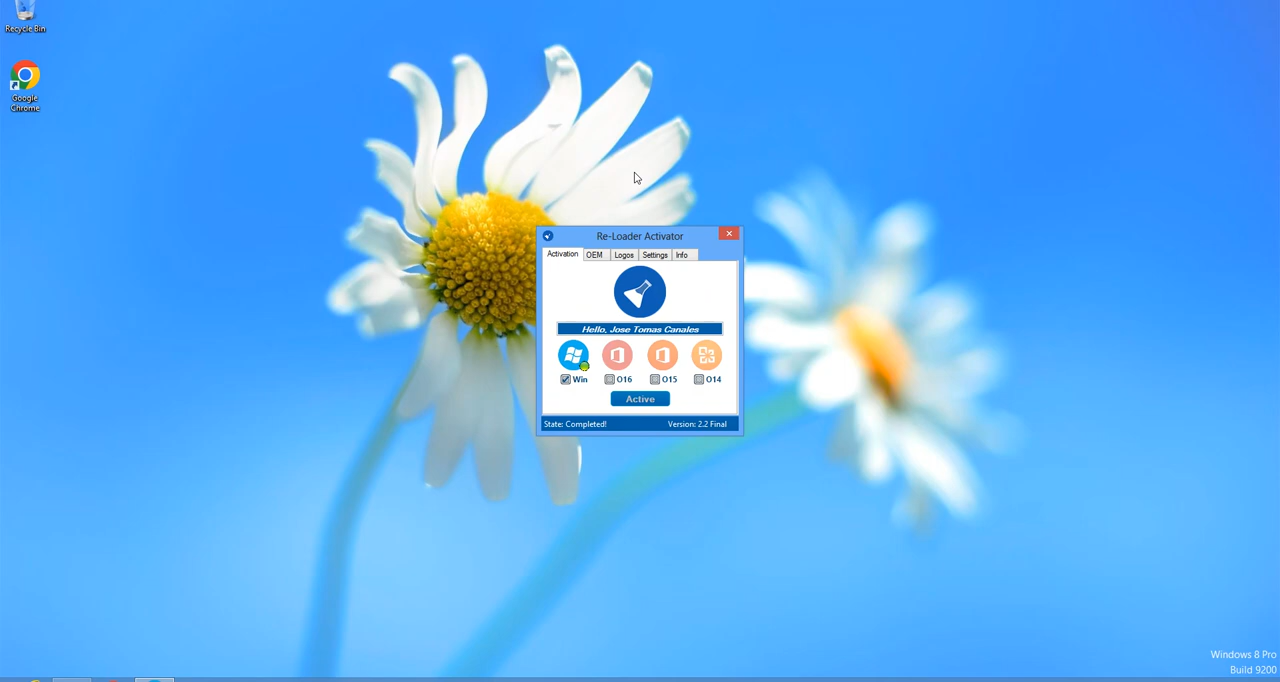 Recycle Bin
Google
Chrome
Re-Loader Activator
Activation OEM Logos Settings Info
Hello, Jose Tomas Canales
Win O16 O15 O14
Active
State: Completed! Version: 2.2 Final
Windows 8 Pro
Build 9200